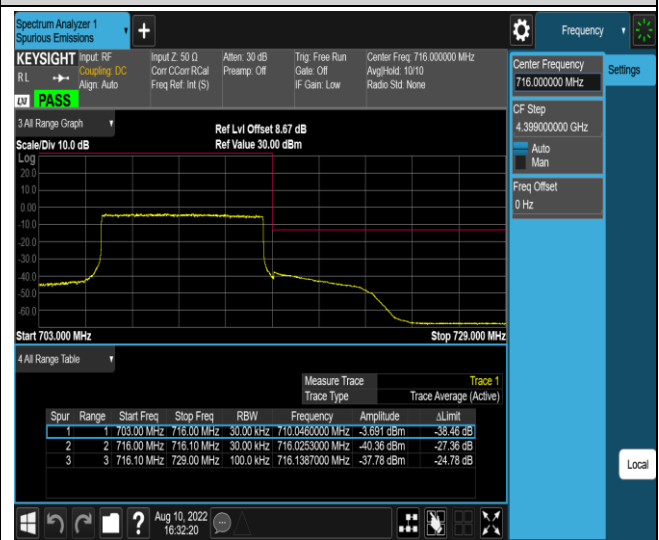 Spectrum Analyzer 1
Spurious Emissions
+
Frequency
KEYSIGHT Input: RF Input Z: 50 Ω Atten: 30 dB Trig: Free Run Center Freq: 716.000000 MHz
RL Coupling: DC Corr CCorr RCal Preamp: Off Gate: Off Avg|Hold: 10/10
Align: Auto Freq Ref: Int (S) IF Gain: Low Radio Std: None
LXI PASS
Center Frequency
716.000000 MHz
Settings
CF Step
4.399000000 GHz
Auto
Man
Freq Offset
0 Hz
3 All Range Graph
Ref Lvl Offset 8.67 dB
Scale/Div 10.0 dB Ref Value 30.00 dBm
Log
20.0
10.0
0.00
-10.0
-20.0
-30.0
-40.0
-50.0
-60.0
Start 703.000 MHz Stop 729.000 MHz
4 All Range Table
Measure Trace Trace 1
Trace Type Trace Average (Active)
Spur Range Start Freq Stop Freq RBW Frequency Amplitude ΔLimit
1 1 703.00 MHz 716.00 MHz 30.00 kHz 710.0460000 MHz -3.691 dBm -38.46 dB
2 2 716.00 MHz 716.10 MHz 30.00 kHz 716.0253000 MHz -40.36 dBm -27.36 dB
3 3 716.10 MHz 729.00 MHz 100.0 kHz 716.1387000 MHz -37.78 dBm -24.78 dB
Local
? Aug 10, 2022
16:32:20